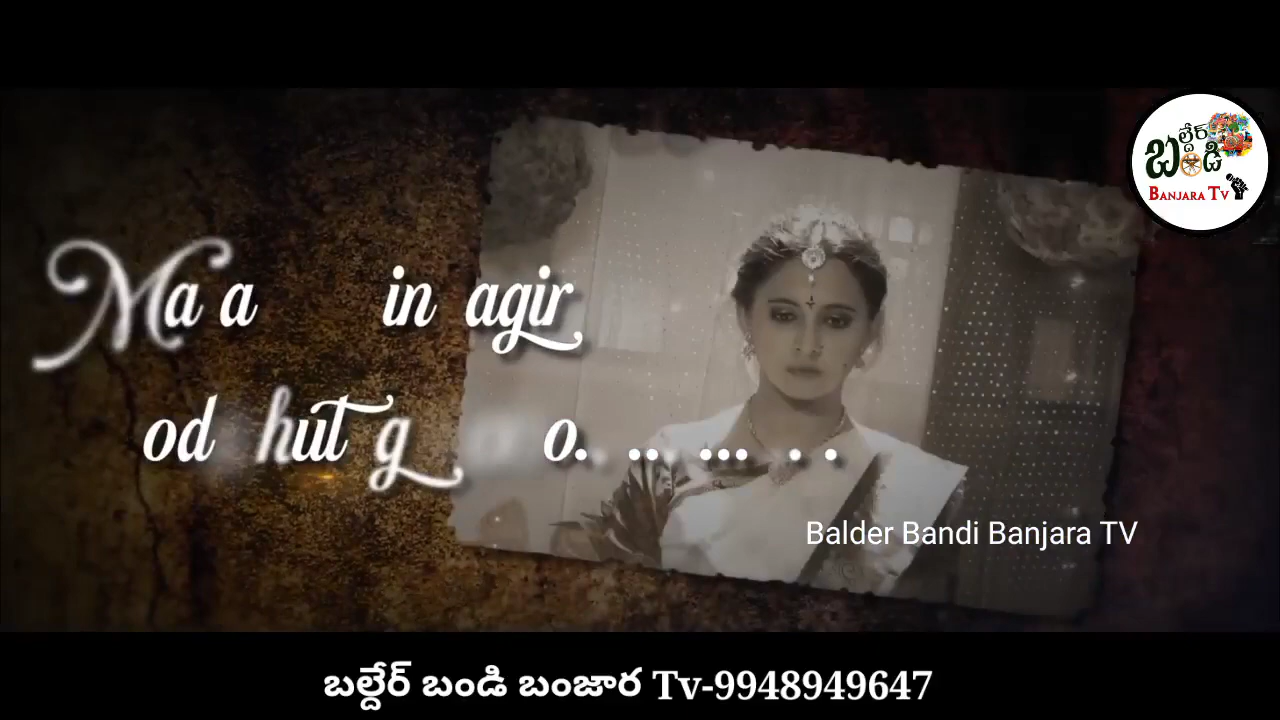 బల్దేర్
బండి
BANJARA TV
Ma a in agir
od hut g o. ... ... . .
Balder Bandi Banjara TV
బల్దేర్ బండి బంజార Tv-9948949647